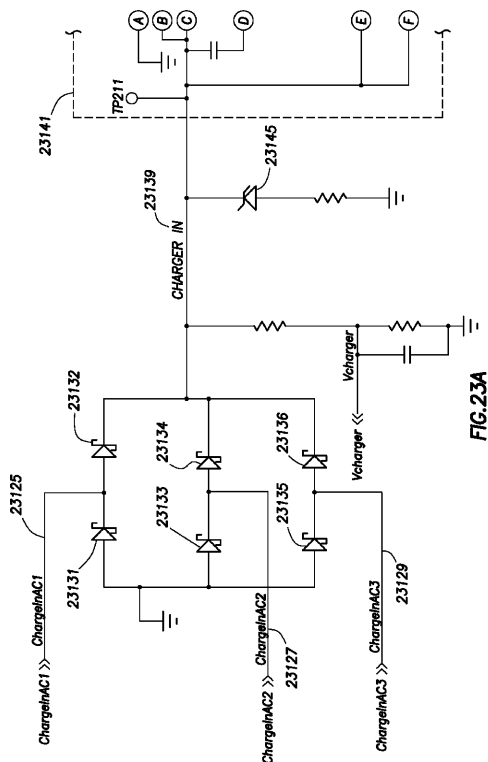 23141
TP211
A
B
C
D
E
F
CHARGER IN
23139
23145
23125
23132
23131
23134
23133
23136
23135
ChargeInAC1
ChargeInAC1
ChargeInAC2
ChargeInAC2
23127
ChargeInAC3
ChargeInAC3
23129
Vcharger
Vcharger
FIG.23A